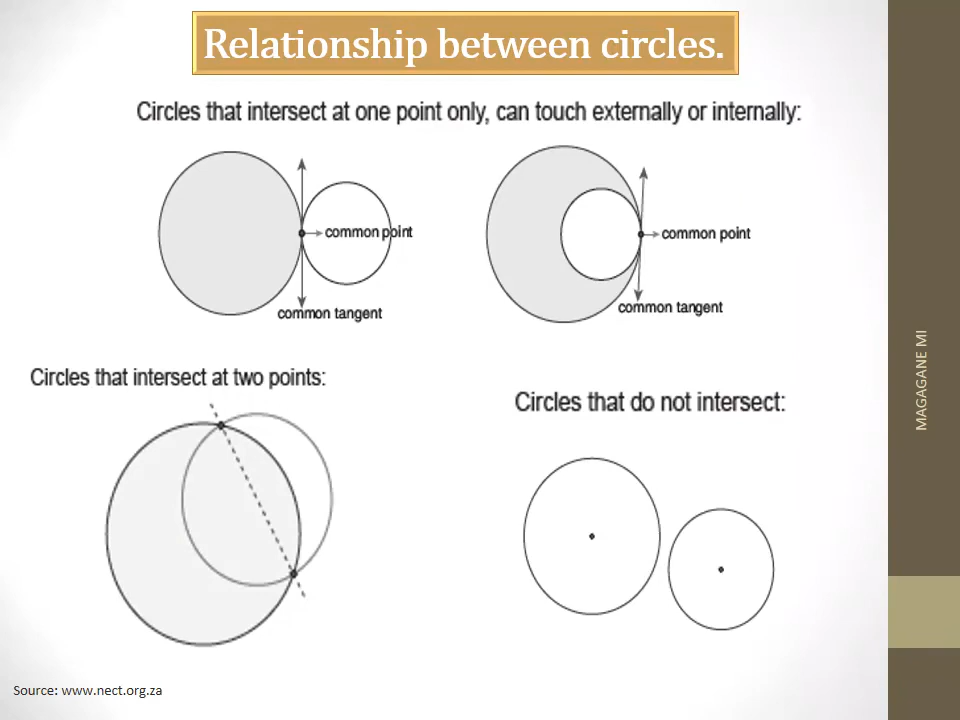 Relationship between circles.
Circles that intersect at one point only, can touch externally or internally:
common point
common tangent
common point
common tangent
Circles that intersect at two points:
Circles that do not intersect:
MAGAGANE MI
Source: www.nect.org.za